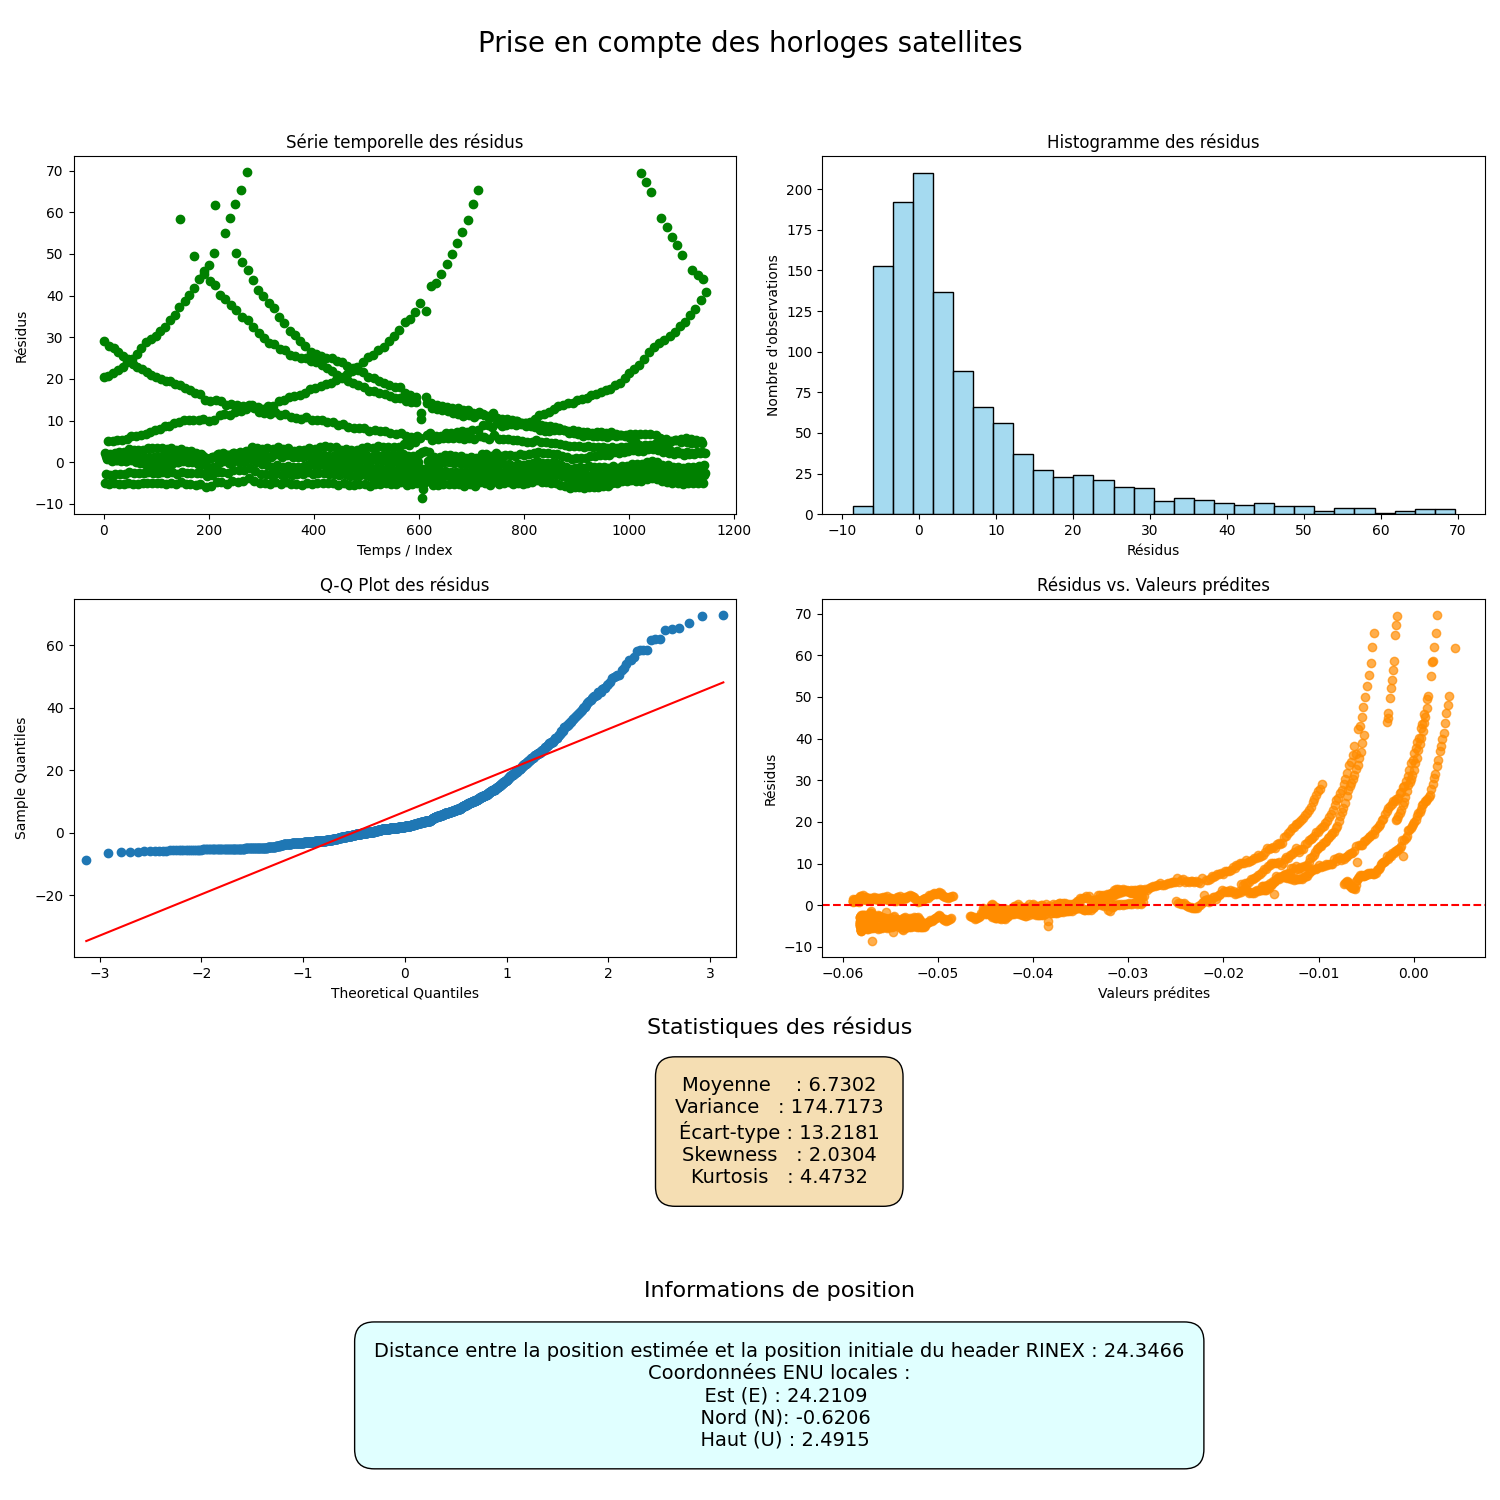 Prise en compte des horloges satellites
Série temporelle des résidus
70
60
50
40
30
20
10
0
−10
Résidus
0 200 400 600 800 1000 1200
Temps / Index
Histogramme des résidus
200
175
150
125
100
75
50
25
0
Nombre d'observations
−10 0 10 20 30 40 50 60 70
Résidus
Q-Q Plot des résidus
60
40
20
0
−20
Sample Quantiles
−3 −2 −1 0 1 2 3
Theoretical Quantiles
Résidus vs. Valeurs prédites
70
60
50
40
30
20
10
0
−10
Résidus
−0.06 −0.05 −0.04 −0.03 −0.02 −0.01 0.00
Valeurs prédites
Statistiques des résidus
Moyenne : 6.7302
Variance : 174.7173
Écart-type : 13.2181
Skewness : 2.0304
Kurtosis : 4.4732
Informations de position
Distance entre la position estimée et la position initiale du header RINEX : 24.3466
Coordonnées ENU locales :
Est (E) : 24.2109
Nord (N): -0.6206
Haut (U) : 2.4915